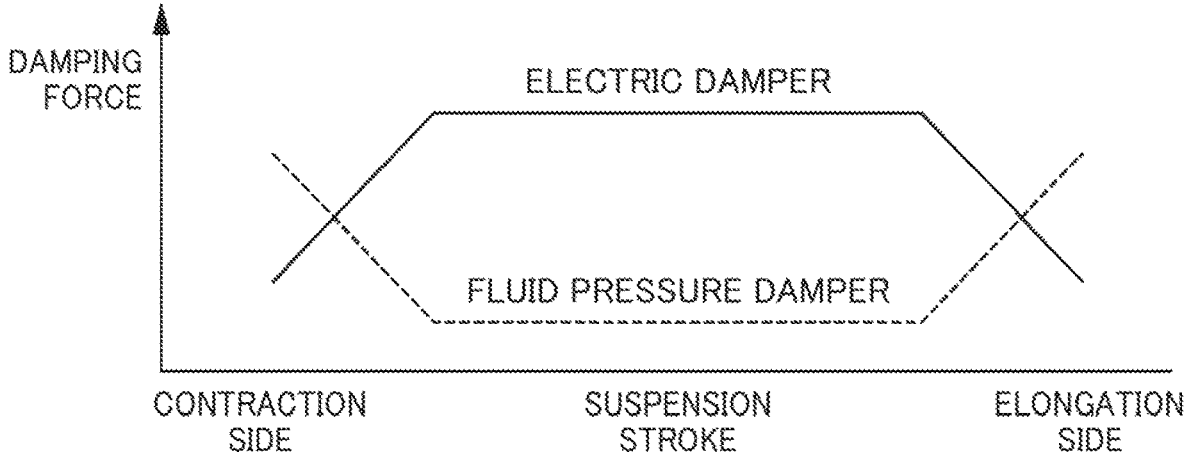 DAMPING
FORCE
ELECTRIC DAMPER
FLUID PRESSURE DAMPER
CONTRACTION
SIDE
SUSPENSION
STROKE
ELONGATION
SIDE